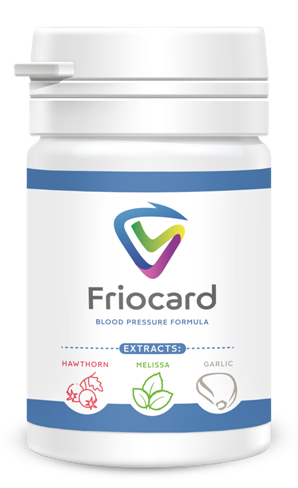 Friocard
BLOOD PRESSURE FORMULA
EXTRACTS:
HAWTHORN MELISSA GARLIC